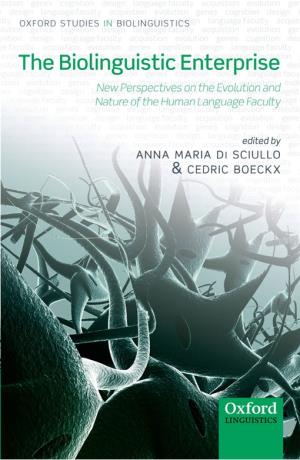 OXFORD STUDIES IN BIOLINGUISTICS
The Biolinguistic Enterprise
New Perspectives on the Evolution and
Nature of the Human Language Faculty
edited by
ANNA MARIA DI SCIULLO
& CEDRIC BOECKX
Oxford
LINGUISTICS